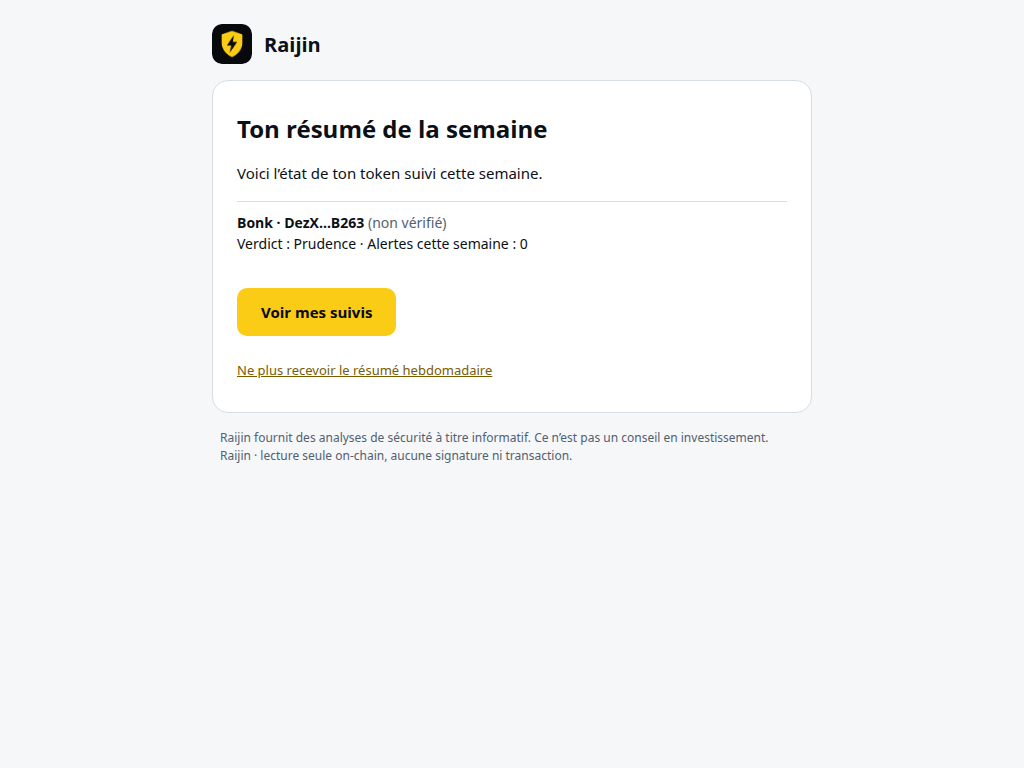 Raijin
Ton résumé de la semaine
Voici l’état de ton token suivi cette semaine.
Bonk · DezX…B263 (non vérifié)
Verdict : Prudence · Alertes cette semaine : 0
Voir mes suivis
Ne plus recevoir le résumé hebdomadaire
Raijin fournit des analyses de sécurité à titre informatif. Ce n’est pas un conseil en investissement.
Raijin · lecture seule on-chain, aucune signature ni transaction.